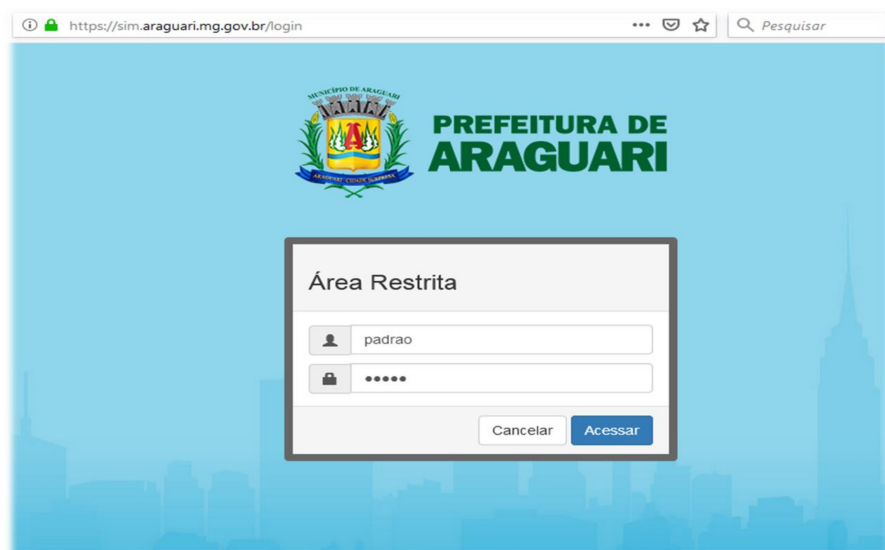 https://sim.araguari.mg.gov.br/login
Pesquisar
MUNICÍPIO DE ARAGUARI
PREFEITURA DE
ARAGUARI
Área Restrita
padrao
•••••
Cancelar
Acessar